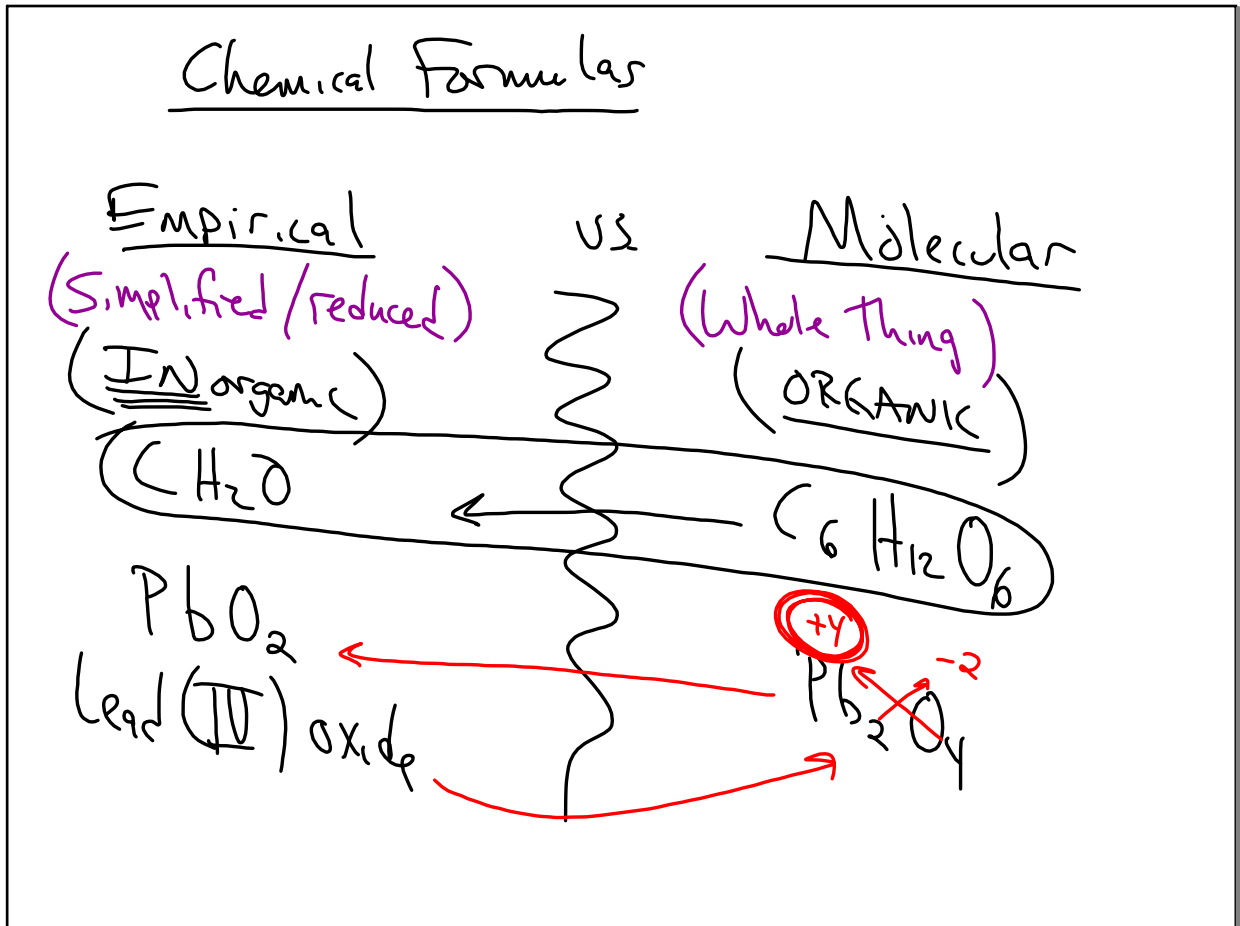 Chemical Formulas
Empirical vs Molecular
(Simplified/reduced) (Whole Thing)
(INorganic) (ORGANIC)
CH₂O C₆H₁₂O₆
+4
PbO₂ Pb₂O₄ -2
Lead (IV) oxide